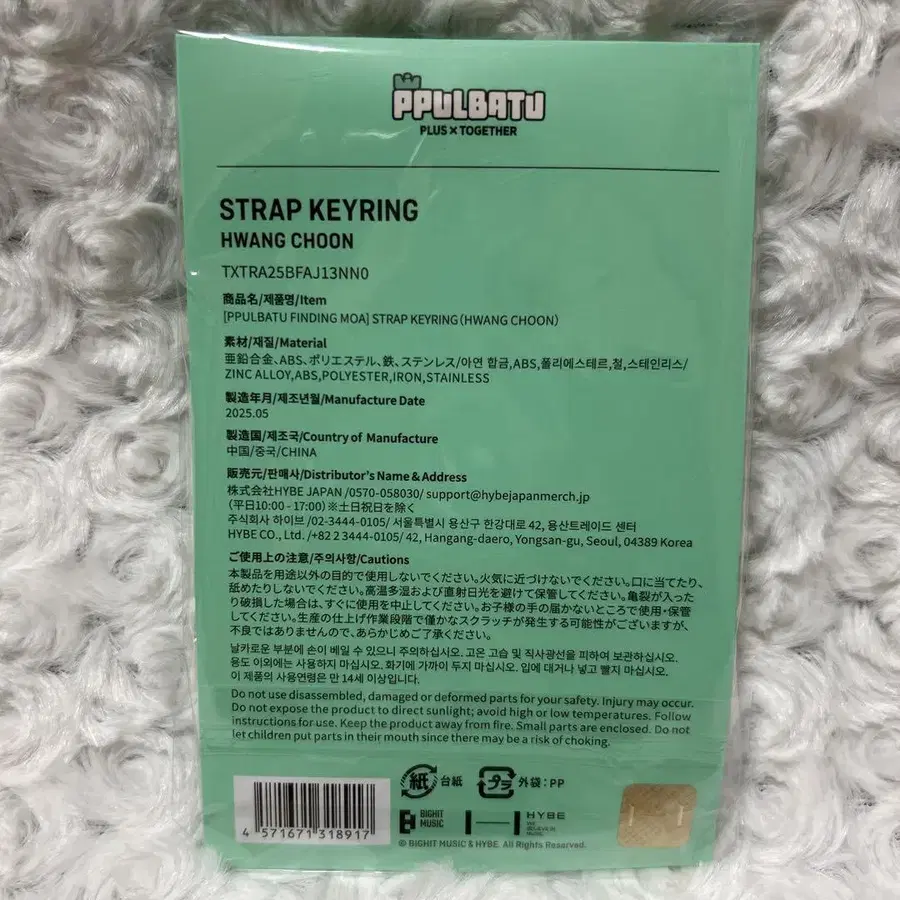 PPULBATU
PLUS × TOGETHER
STRAP KEYRING
HWANG CHOON
TXTRA25BFAJ13NN0
商品名/제품명/Item
[PPULBATU FINDING MOA] STRAP KEYRING(HWANG CHOON)
素材/재질/Material
亜鉛合金、ABS、ポリエステル、鉄、ステンレス/아연 합금,ABS,폴리에스테르,철,스테인리스/
ZINC ALLOY,ABS,POLYESTER,IRON,STAINLESS
製造年月/제조년월/Manufacture Date
2025.05
製造国/제조국/Country of Manufacture
中国/중국/CHINA
販売元/판매사/Distributor's Name & Address
株式会社HYBE JAPAN /0570-058030/ support@hybejapanmerch.jp
(平日10:00 - 17:00)※土日祝日を除く
주식회사 하이브 /02-3444-0105/ 서울특별시 용산구 한강대로 42, 용산트레이드 센터
HYBE CO., Ltd. /+82 2 3444-0105/ 42, Hangang-daero, Yongsan-gu, Seoul, 04389 Korea
ご使用上の注意/주의사항/Cautions
本製品を用途以外の目的で使用しないでください。火気に近づけないでください。口に当てたり、
舐めたりしないでください。高温多湿および直射日光を避けて保管してください。亀裂が入った
り破損した場合は、すぐに使用を中止してください。お子様の手の届かないところで使用・保管
してください。生産の仕上げ作業段階で僅かなスクラッチが発生する可能性がございますが、
不良ではありませんので、あらかじめご了承ください。
날카로운 부분에 손이 베일 수 있으니 주의하십시오. 고온 고습 및 직사광선을 피하여 보관하십시오.
용도 이외에는 사용하지 마십시오. 화기에 가까이 두지 마십시오. 입에 대거나 넣고 빨지 마십시오.
이 제품의 사용연령은 만 14세 이상입니다.
Do not use disassembled, damaged or deformed parts for your safety. Injury may occur.
Do not expose the product to direct sunlight; avoid high or low temperatures. Follow
instructions for use. Keep the product away from fire. Small parts are enclosed. Do not
let children put parts in their mouth since there may be a risk of choking.
紙 台紙 プラ 外袋:PP
4 571671 318917
BIGHIT MUSIC HYBE
WE BELIEVE IN MUSIC
© BIGHIT MUSIC & HYBE. All Rights Reserved.